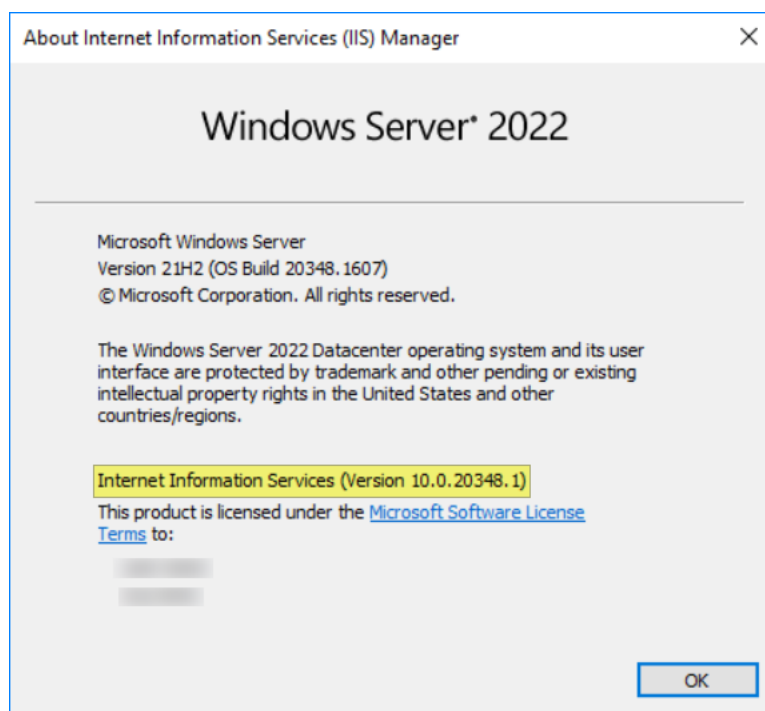 About Internet Information Services (IIS) Manager
Windows Server® 2022
Microsoft Windows Server
Version 21H2 (OS Build 20348.1607)
© Microsoft Corporation. All rights reserved.
The Windows Server 2022 Datacenter operating system and its user
interface are protected by trademark and other pending or existing
intellectual property rights in the United States and other
countries/regions.
Internet Information Services (Version 10.0.20348.1)
This product is licensed under the Microsoft Software License
Terms to:
OK